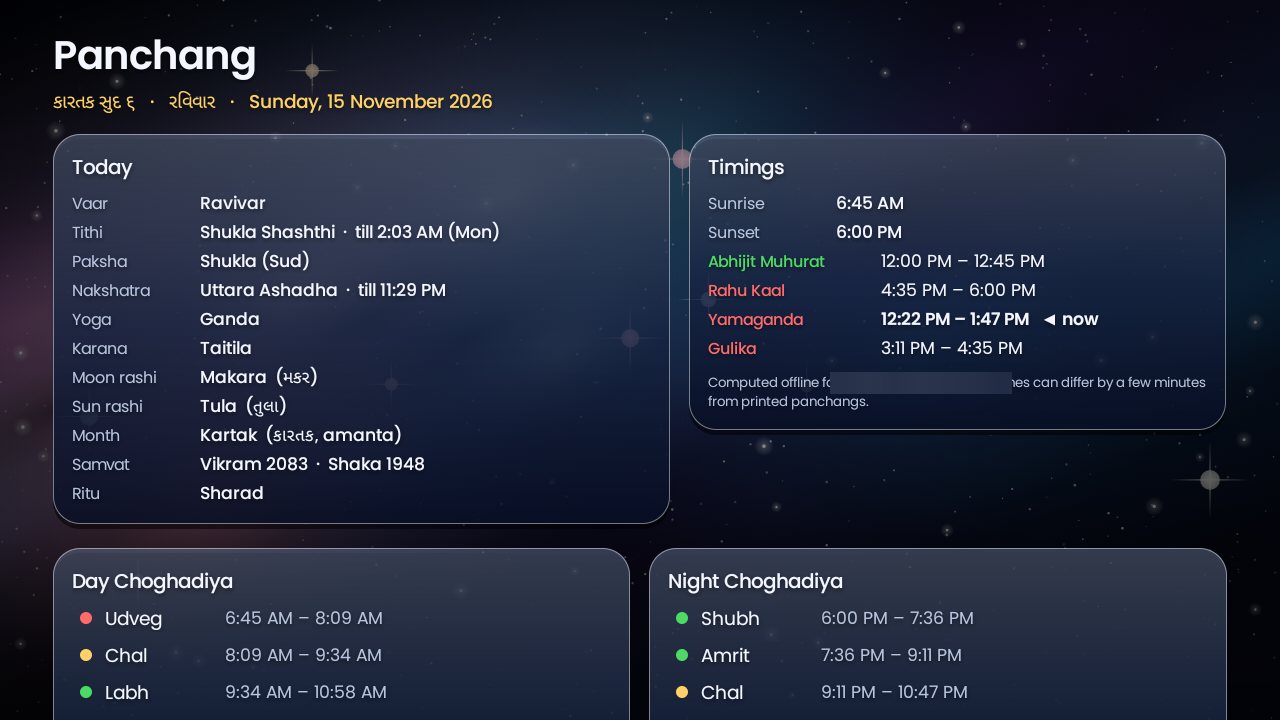 Panchang
કારતક સુદ ૬ · રવિવાર · Sunday, 15 November 2026
Today
Vaar Ravivar
Tithi Shukla Shashthi · till 2:03 AM (Mon)
Paksha Shukla (Sud)
Nakshatra Uttara Ashadha · till 11:29 PM
Yoga Ganda
Karana Taitila
Moon rashi Makara (મકર)
Sun rashi Tula (તુલા)
Month Kartak (કારતક, amanta)
Samvat Vikram 2083 · Shaka 1948
Ritu Sharad
Timings
Sunrise 6:45 AM
Sunset 6:00 PM
Abhijit Muhurat 12:00 PM – 12:45 PM
Rahu Kaal 4:35 PM – 6:00 PM
Yamaganda 12:22 PM – 1:47 PM ◄ now
Gulika 3:11 PM – 4:35 PM
Computed offline can differ by a few minutes
from printed panchangs.
Day Choghadiya
Udveg 6:45 AM – 8:09 AM
Chal 8:09 AM – 9:34 AM
Labh 9:34 AM – 10:58 AM
Night Choghadiya
Shubh 6:00 PM – 7:36 PM
Amrit 7:36 PM – 9:11 PM
Chal 9:11 PM – 10:47 PM